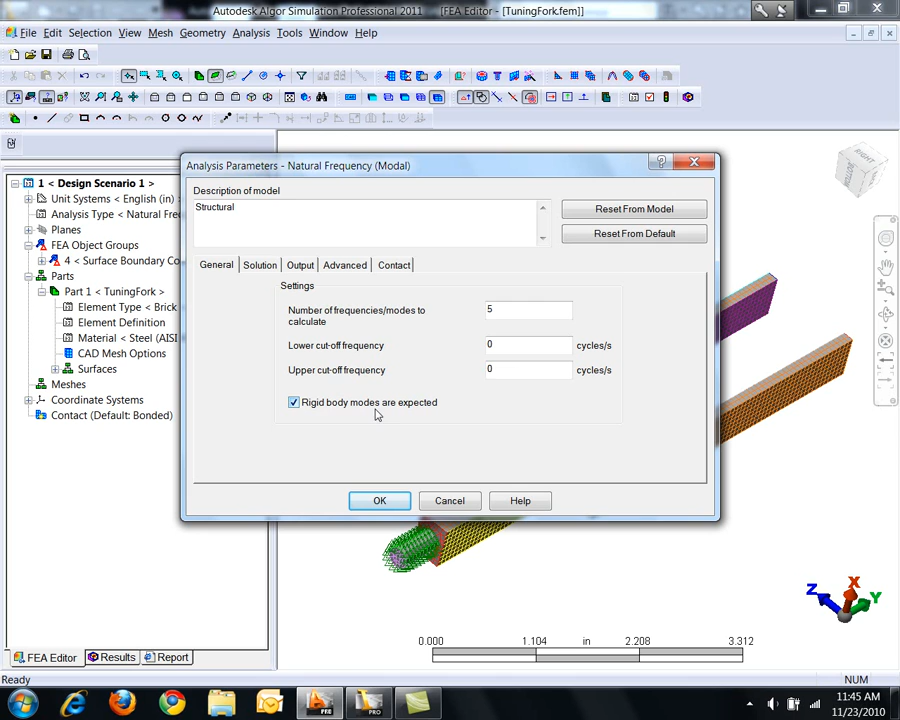 Autodesk Algor Simulation Professional 2011 [FEA Editor - [TuningFork.fem]]
File Edit Selection View Mesh Geometry Analysis Tools Window Help
1 < Design Scenario 1 >
Unit Systems < English (in)
Analysis Type < Natural Fre
Planes
FEA Object Groups
4 < Surface Boundary Co
Parts
Part 1 < TuningFork >
Element Type < Brick
Element Definition
Material < Steel (AISI
CAD Mesh Options
Surfaces
Meshes
Coordinate Systems
Contact (Default: Bonded)
Analysis Parameters - Natural Frequency (Modal)
Description of model
Structural
Reset From Model
Reset From Default
General Solution Output Advanced Contact
Settings
Number of frequencies/modes to
calculate
5
Lower cut-off frequency 0 cycles/s
Upper cut-off frequency 0 cycles/s
Rigid body modes are expected
OK Cancel Help
RIGHT
Z X Y
0.000 1.104 in 2.208 3.312
FEA Editor Results Report
Ready NUM
11:45 AM
11/23/2010